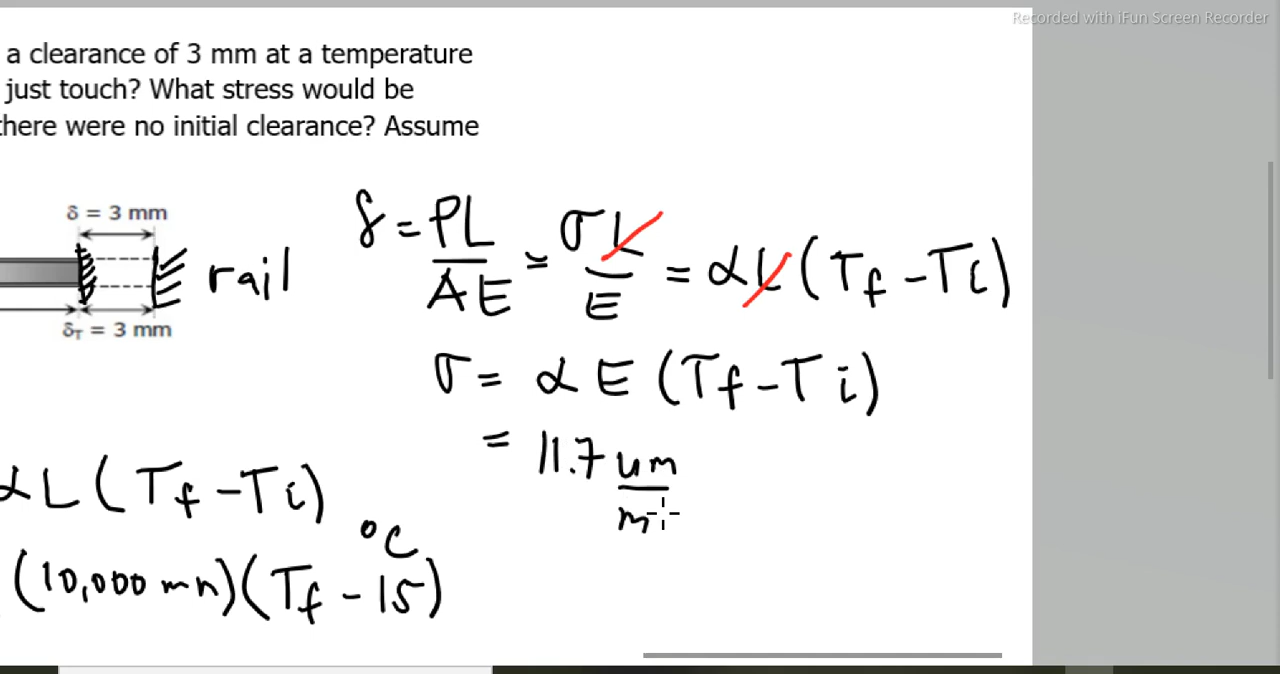 Recorded with iFun Screen Recorder
a clearance of 3 mm at a temperature
just touch? What stress would be
there were no initial clearance? Assume
δ = 3 mm
rail
δT = 3 mm
δ = PL/AE = σL/E = αL(Tf - Ti)
σ = αE(Tf - Ti)
= 11.7 um/m
αL(Tf - Ti)
°C
(10,000 mm)(Tf - 15)